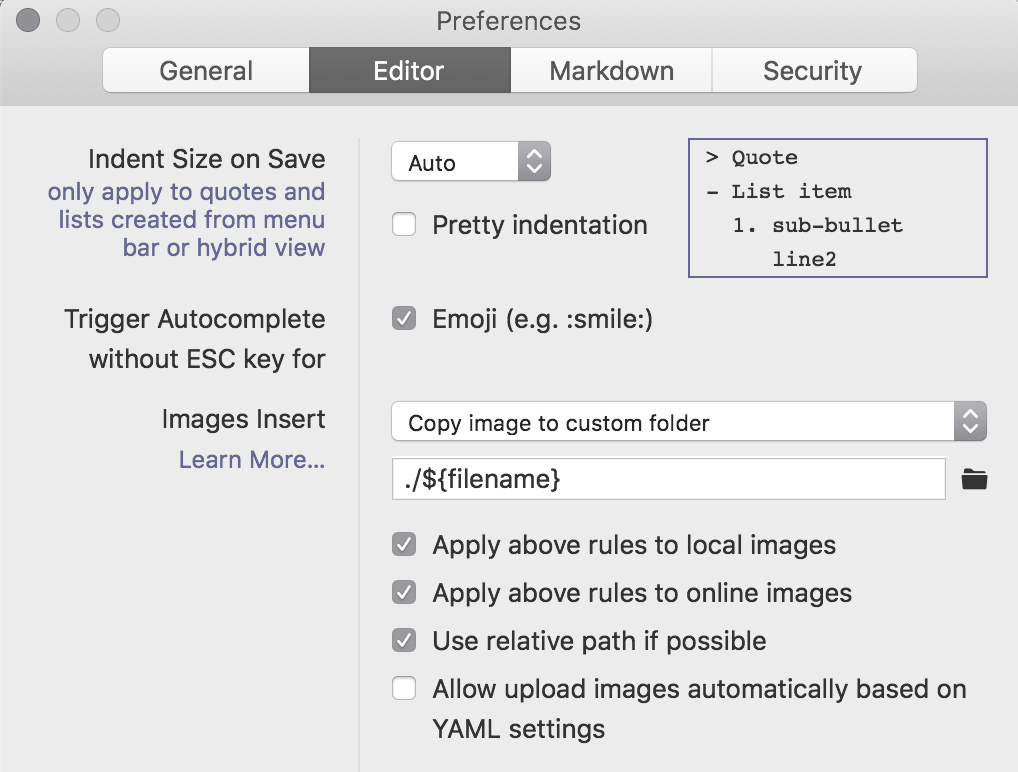 Preferences
General
Editor
Markdown
Security
Indent Size on Save
only apply to quotes and
lists created from menu
bar or hybrid view
Auto
Pretty indentation
> Quote
- List item
1. sub-bullet
line2
Trigger Autocomplete
without ESC key for
Emoji (e.g. :smile:)
Images Insert
Learn More...
Copy image to custom folder
./${filename}
Apply above rules to local images
Apply above rules to online images
Use relative path if possible
Allow upload images automatically based on
YAML settings